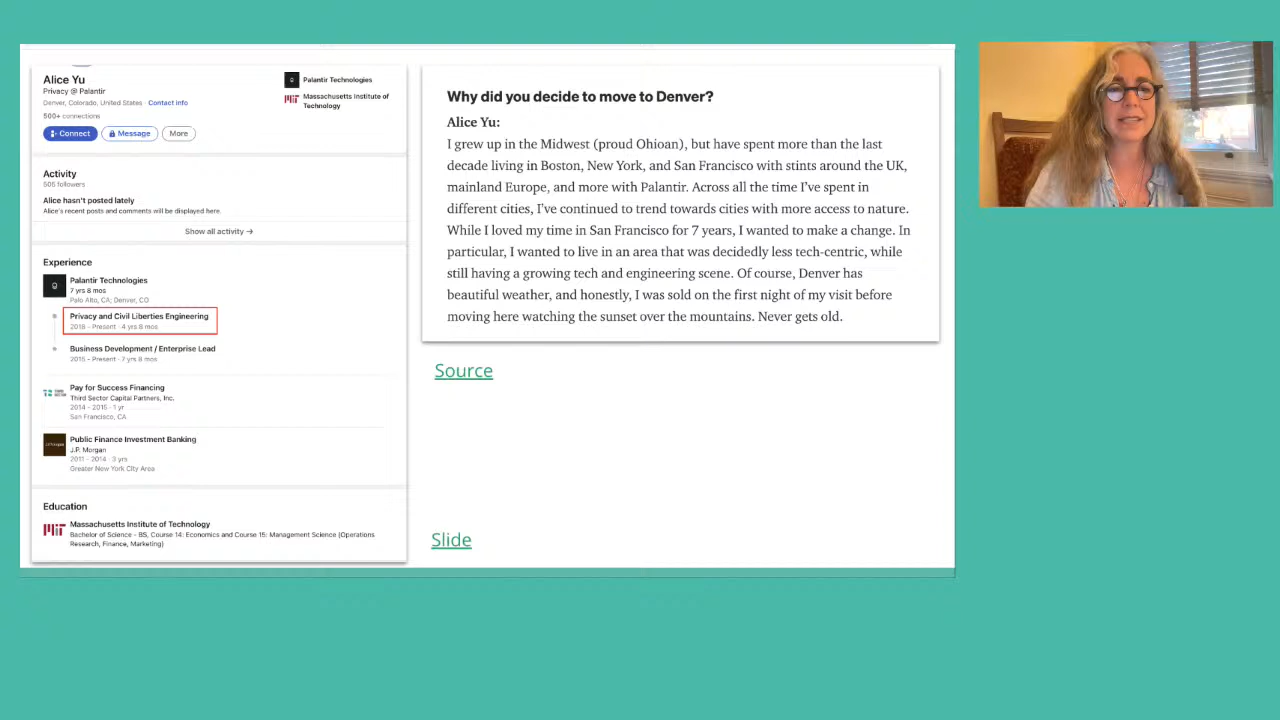 Alice Yu
Privacy @ Palantir
Denver, Colorado, United States · Contact info
500+ connections
Connect
Message
More
Palantir Technologies
Massachusetts Institute of
Technology
Activity
505 followers
Alice hasn't posted lately
Alice's recent posts and comments will be displayed here.
Show all activity →
Experience
Palantir Technologies
7 yrs 8 mos
Palo Alto, CA; Denver, CO
Privacy and Civil Liberties Engineering
2018 - Present · 4 yrs 8 mos
Business Development / Enterprise Lead
2015 - Present · 7 yrs 8 mos
Pay for Success Financing
Third Sector Capital Partners, Inc.
2014 - 2015 · 1 yr
San Francisco, CA
Public Finance Investment Banking
J.P. Morgan
2011 - 2014 · 3 yrs
Greater New York City Area
Education
Massachusetts Institute of Technology
Bachelor of Science - BS, Course 14: Economics and Course 15: Management Science (Operations
Research, Finance, Marketing)
Why did you decide to move to Denver?
Alice Yu:
I grew up in the Midwest (proud Ohioan), but have spent more than the last
decade living in Boston, New York, and San Francisco with stints around the UK,
mainland Europe, and more with Palantir. Across all the time I've spent in
different cities, I've continued to trend towards cities with more access to nature.
While I loved my time in San Francisco for 7 years, I wanted to make a change. In
particular, I wanted to live in an area that was decidedly less tech-centric, while
still having a growing tech and engineering scene. Of course, Denver has
beautiful weather, and honestly, I was sold on the first night of my visit before
moving here watching the sunset over the mountains. Never gets old.
Source
Slide